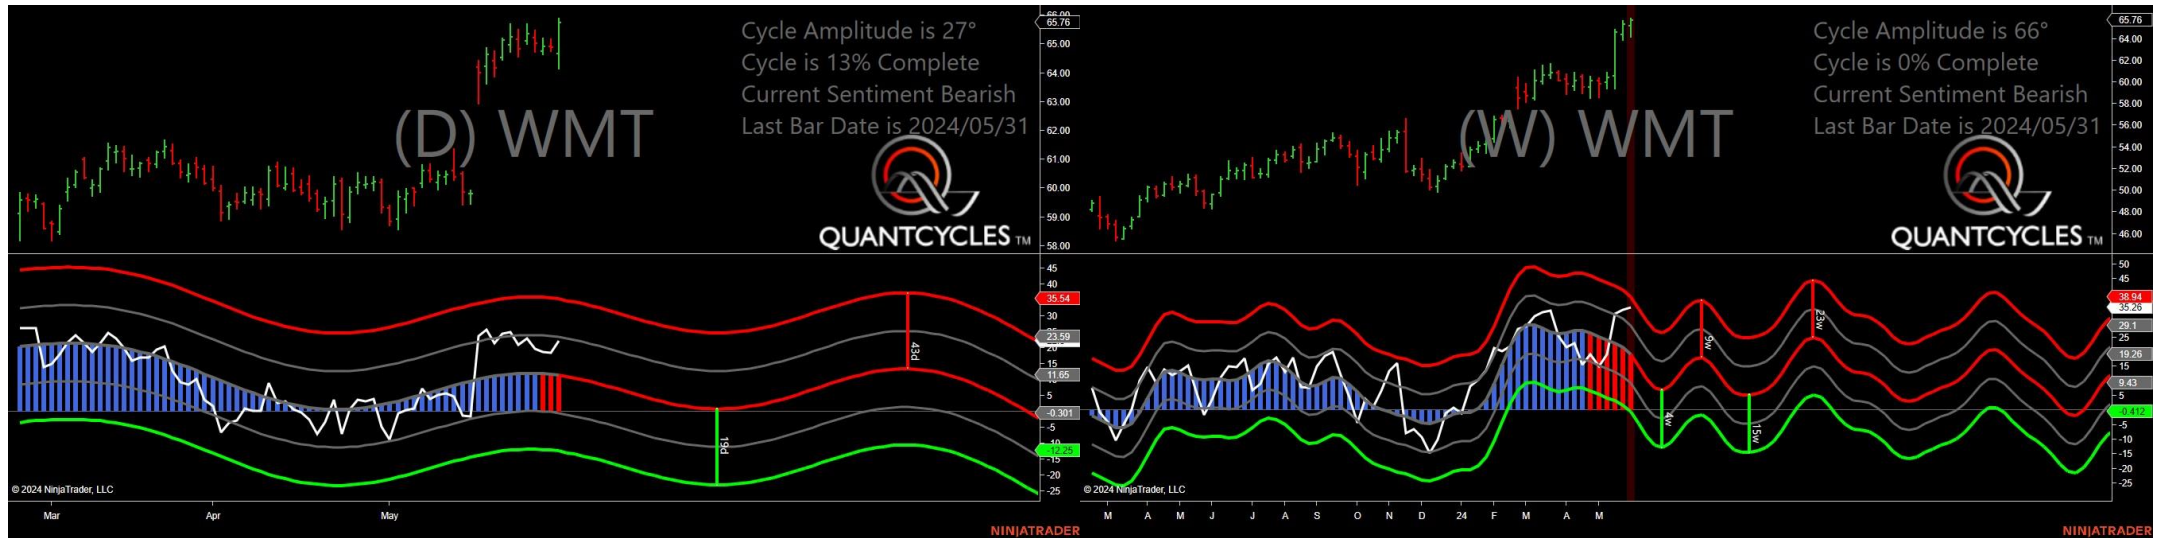 Cycle Amplitude is 27°
Cycle is 13% Complete
Current Sentiment Bearish
Last Bar Date is 2024/05/31
(D) WMT
QUANTCYCLES TM
66.00
65.76
65.00
64.00
63.00
62.00
61.00
60.00
59.00
58.00
45
40
35.54
30
25
23.59
20
15
11.65
5
-0.301
-5
-10
-12.25
-15
-20
-25
43d
19d
© 2024 NinjaTrader, LLC
Mar
Apr
May
NINJATRADER
Cycle Amplitude is 66°
Cycle is 0% Complete
Current Sentiment Bearish
Last Bar Date is 2024/05/31
(W) WMT
QUANTCYCLES TM
65.76
64.00
62.00
60.00
58.00
56.00
54.00
52.00
50.00
48.00
46.00
50
45
38.94
35.26
29.1
25
19.26
15
9.43
5
-0.412
-5
-10
-15
-20
-25
4w
9w
15w
23w
© 2024 NinjaTrader, LLC
M A M J J A S O N D 24 F M A M
NINJATRADER